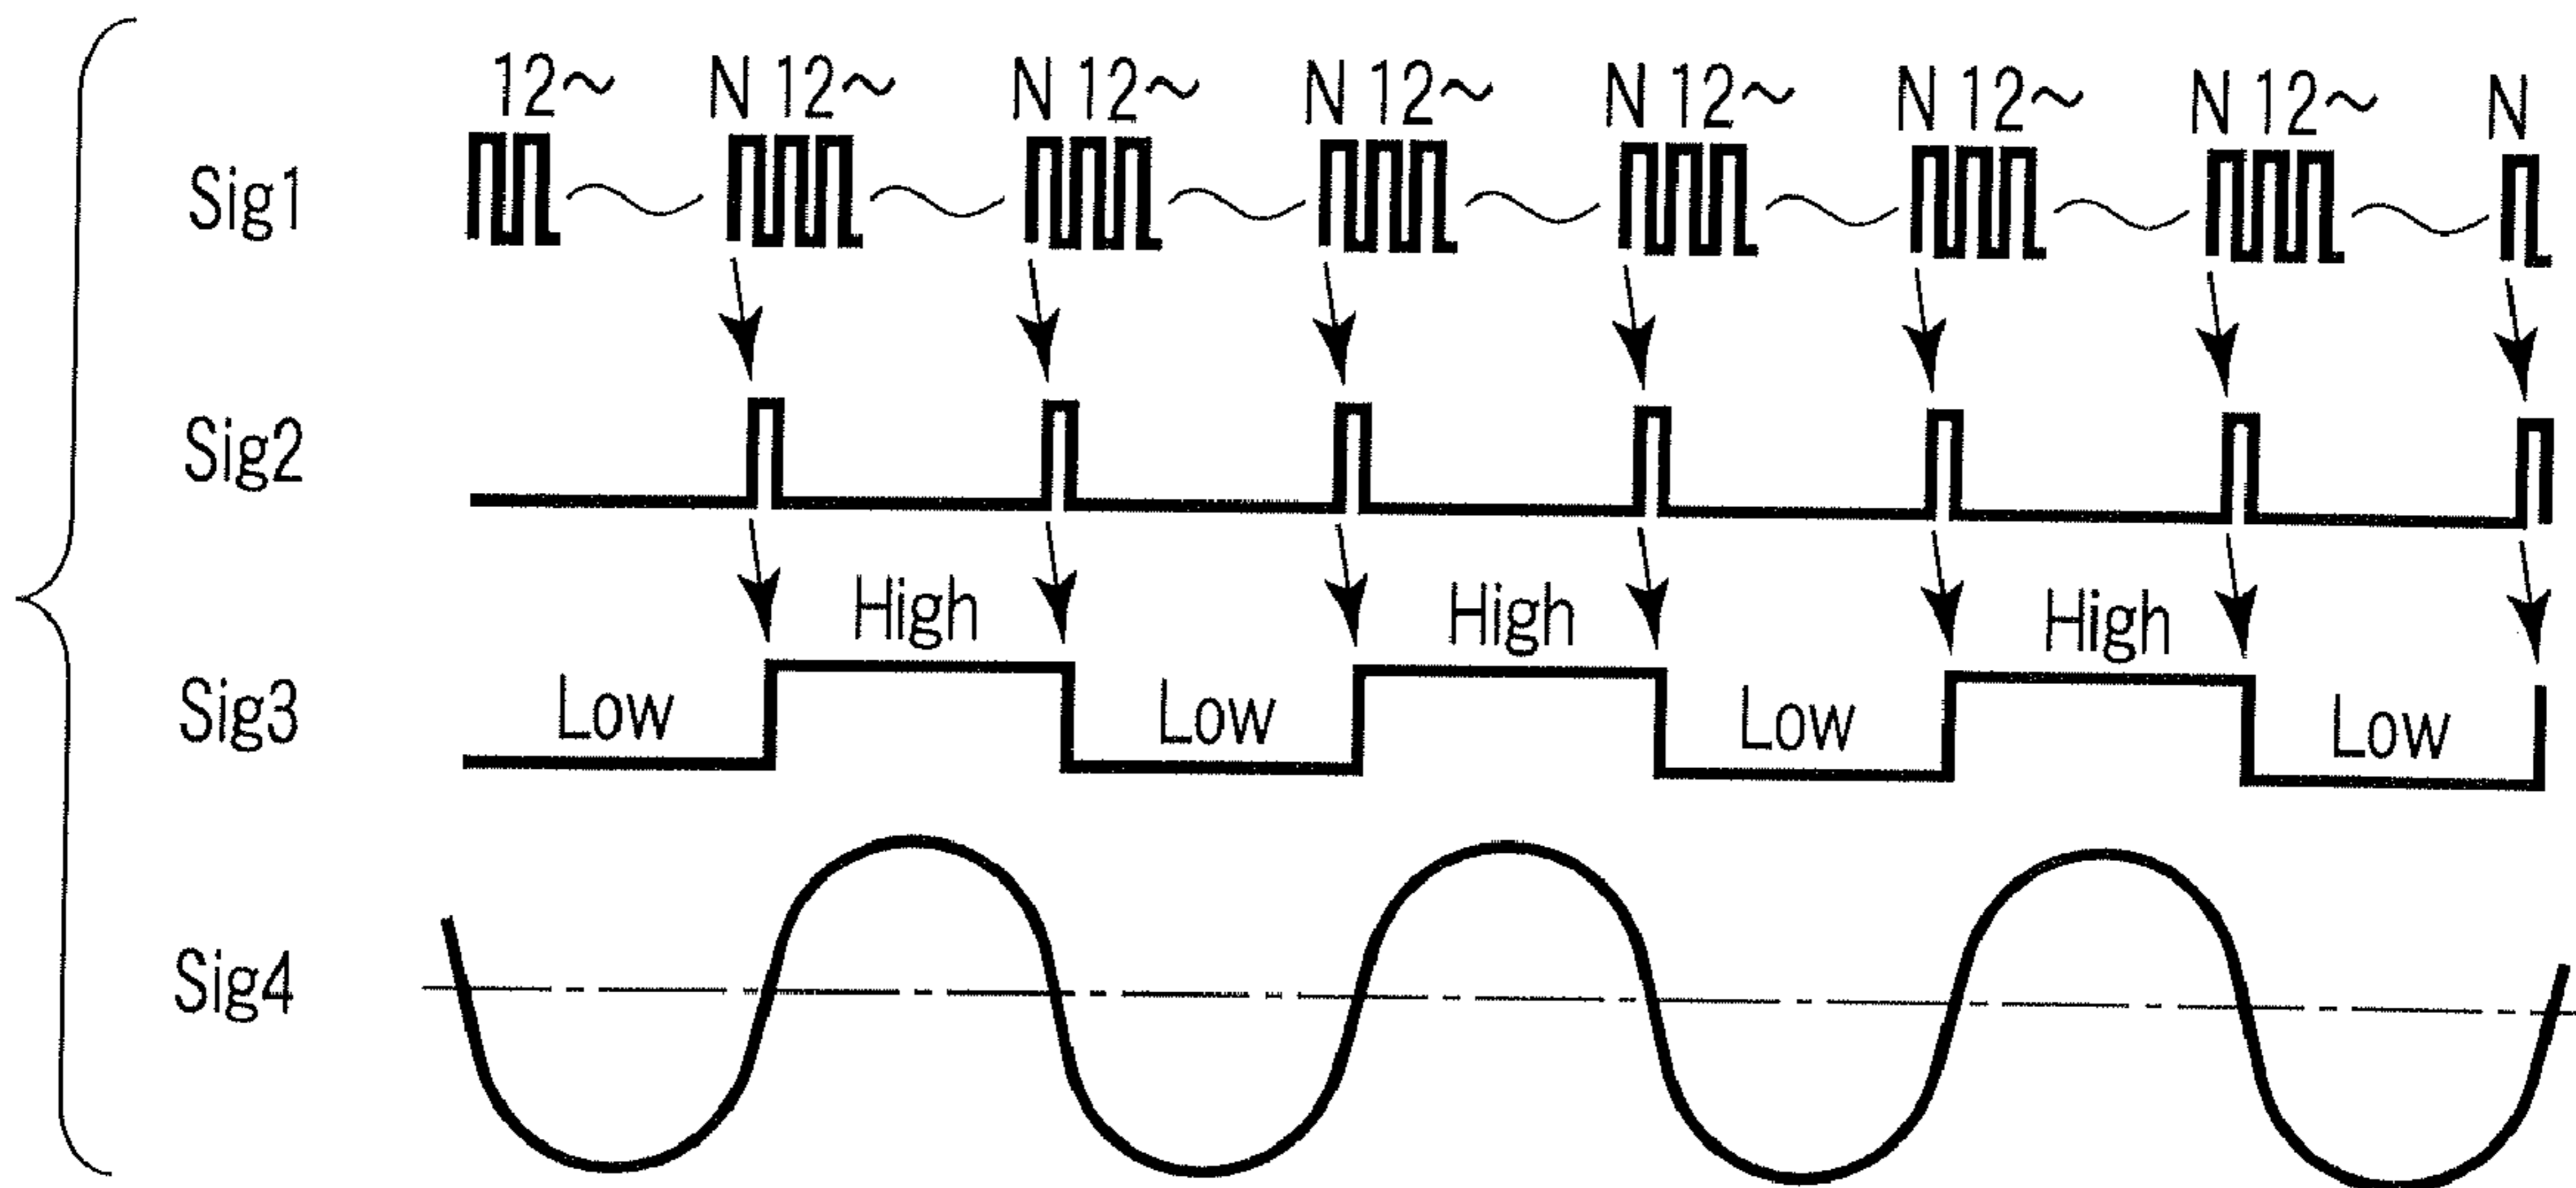 12~ N 12~ N 12~ N 12~ N 12~ N 12~ N 12~ N
Sig1
Sig2
High High High
Sig3 Low Low Low Low
Sig4